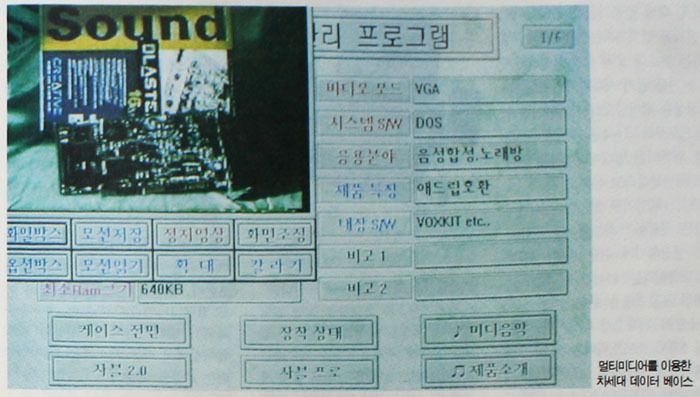 Sound
BLASTER
16
CREATIVE
관리 프로그램
1/6
비디오 모드 VGA
시스템 S/W DOS
응용분야 음성합성,노래방
제품 특징 애드립호환
내장 S/W VOXKIT etc..
비고 1
비고 2
화일박스 모션저장 정지영상 화면조정
옵션박스 모션읽기 확 대 칼라키
최소Ram크기 640KB
케이스 전면 장착 상태 ♪ 미디음악
사블 2.0 사블 프로 ♬ 제품소개
멀티미디어를 이용한
차세대 데이터 베이스